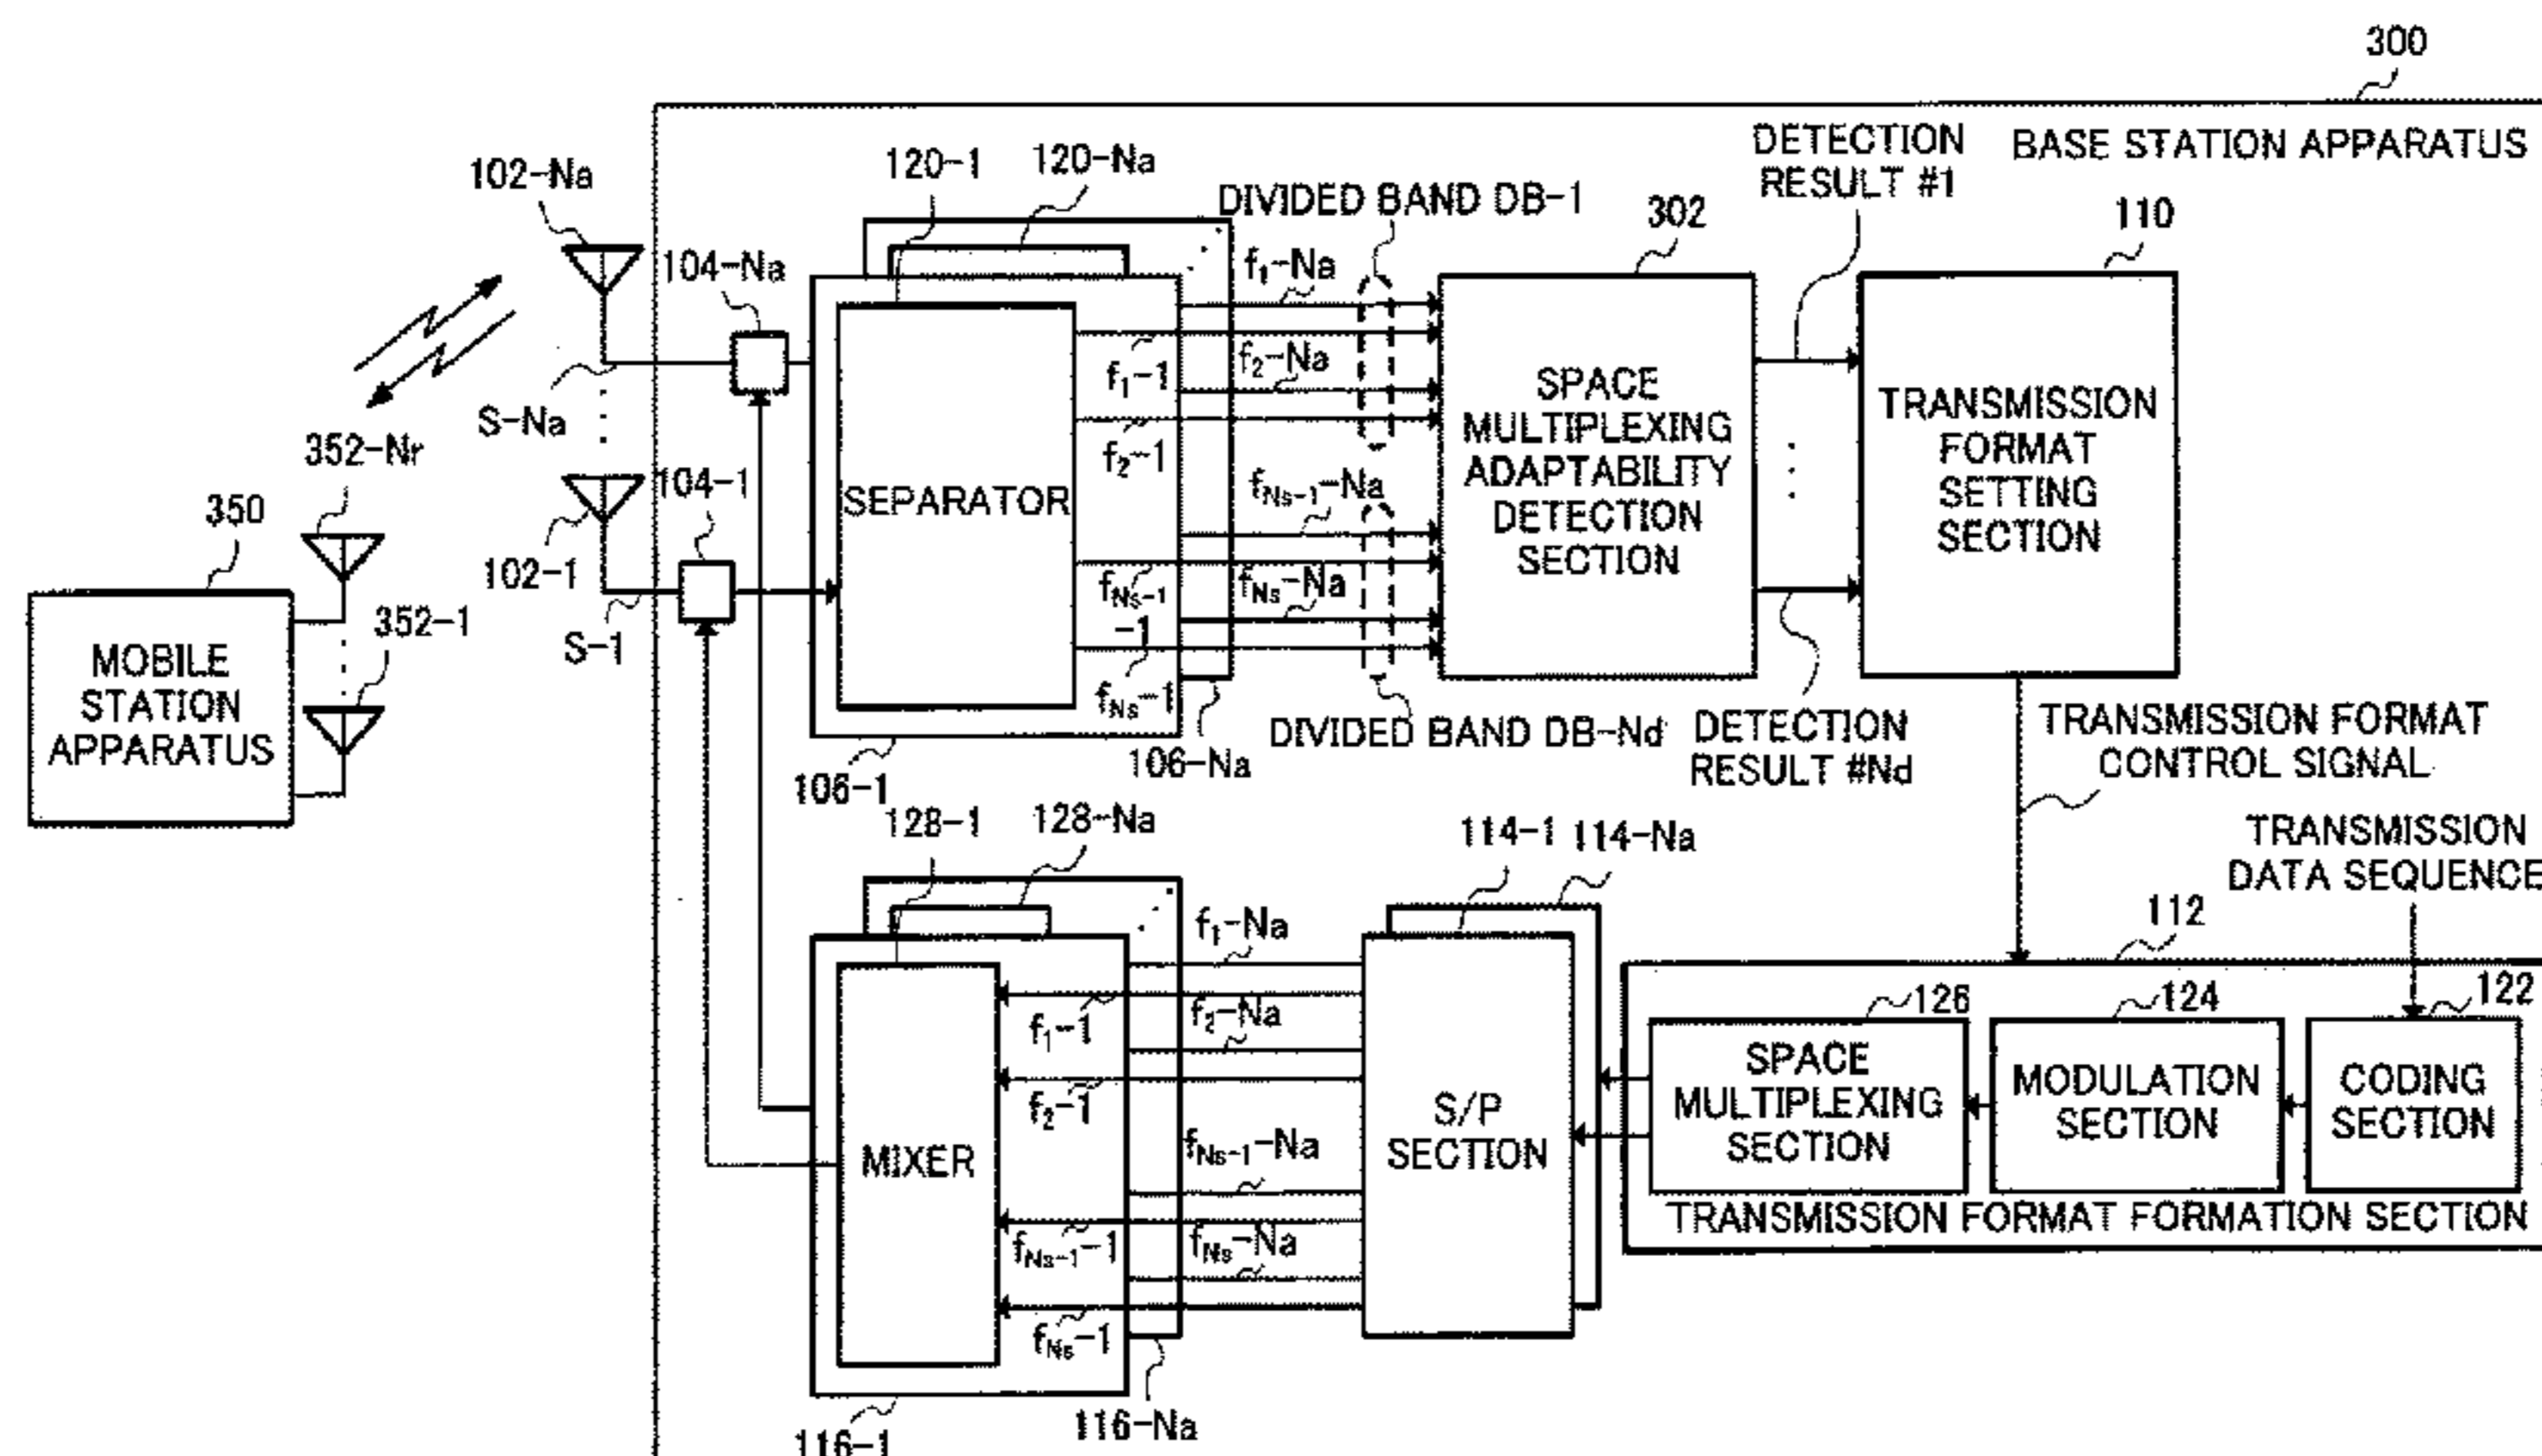 300
BASE STATION APPARATUS
DETECTION
RESULT #1
120-1
120-Na
102-Na
DIVIDED BAND DB-1
302
110
104-Na
f1-Na
f1-1
f2-Na
f2-1
S-Na
352-Nr
104-1
SEPARATOR
fNs-1-Na
SPACE
MULTIPLEXING
ADAPTABILITY
DETECTION
SECTION
TRANSMISSION
FORMAT
SETTING
SECTION
350
102-1
fNs-1
-1
fNs-Na
352-1
S-1
MOBILE
STATION
APPARATUS
fNs-1
DIVIDED BAND DB-Nd
DETECTION
RESULT #Nd
TRANSMISSION FORMAT
CONTROL SIGNAL
106-Na
106-1
128-1
128-Na
114-1
114-Na
TRANSMISSION
DATA SEQUENCE
112
f1-Na
f1-1
f2-Na
f2-1
126
124
122
SPACE
MULTIPLEXING
SECTION
MODULATION
SECTION
CODING
SECTION
MIXER
S/P
SECTION
fNs-1-Na
TRANSMISSION FORMAT FORMATION SECTION
fNs-1-1
fNs-Na
fNs-1
116-Na
116-1